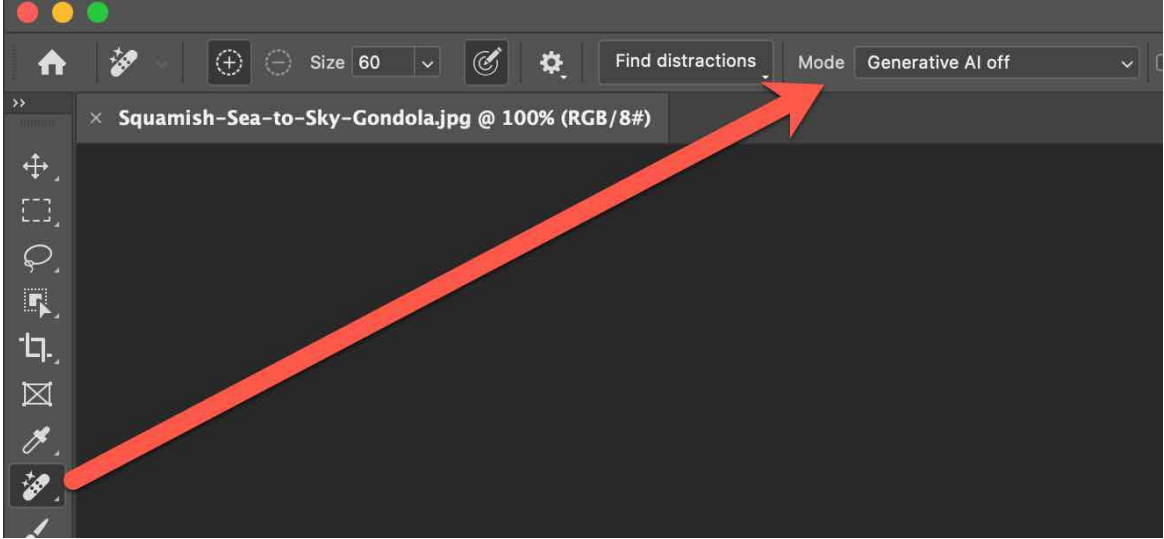 Size 60 Find distractions Mode Generative AI off
× Squamish-Sea-to-Sky-Gondola.jpg @ 100% (RGB/8#)